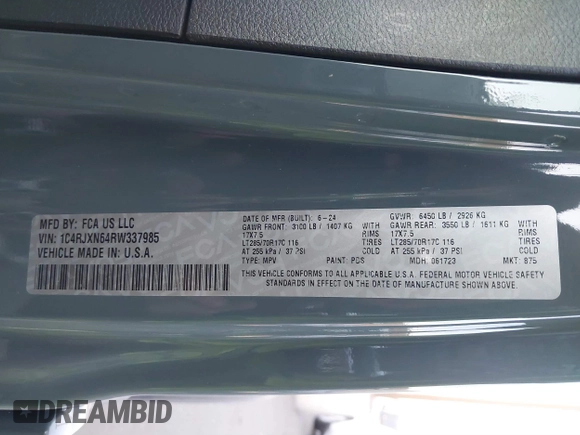 MFD BY: FCA US LLC
VIN: 1C4RJXN64RW337985
VEHICLE MADE IN: U.S.A.
DATE OF MFR (BUILT): 6-24 GVWR: 6450 LB / 2926 KG
GAWR FRONT: 3100 LB / 1407 KG WITH GAWR REAR: 3550 LB / 1611 KG WITH
17X7.5 RIMS 17X7.5 RIMS
LT285/70R17C 116 TIRES LT285/70R17C 116 TIRES
AT 255 kPa / 37 PSI COLD AT 255 kPa / 37 PSI COLD
TYPE: MPV PAINT: PDS MDH: 061723 MKT: 875
THIS VEHICLE CONFORMS TO ALL APPLICABLE U.S.A. FEDERAL MOTOR VEHICLE SAFETY
STANDARDS IN EFFECT ON THE DATE OF MANUFACTURE SHOWN ABOVE.
DREAMBID